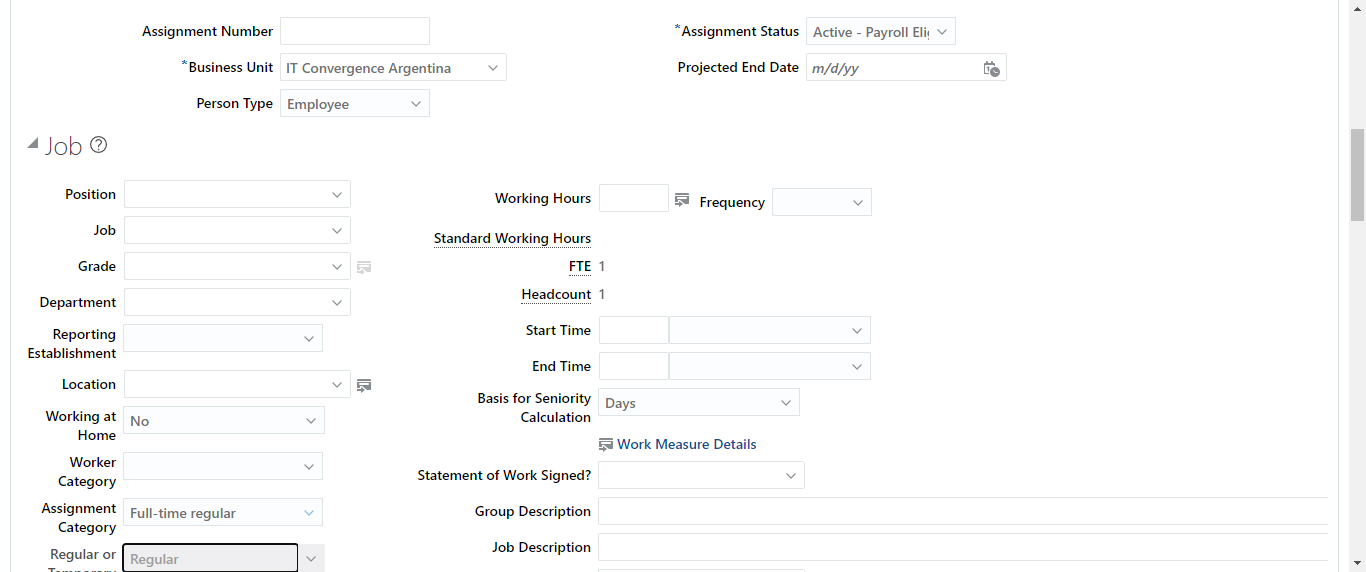 Assignment Number
*Assignment Status Active - Payroll Eli
*Business Unit IT Convergence Argentina
Projected End Date m/d/yy
Person Type Employee
Job
Position
Job
Grade
Department
Reporting
Establishment
Location
Working at
Home
No
Worker
Category
Assignment
Category
Full-time regular
Regular or
Regular
Working Hours
Frequency
Standard Working Hours
FTE 1
Headcount 1
Start Time
End Time
Basis for Seniority
Calculation
Days
Work Measure Details
Statement of Work Signed?
Group Description
Job Description